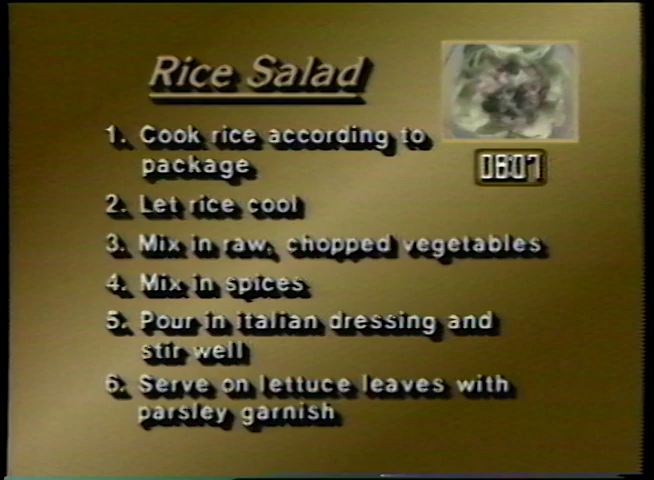 Rice Salad
1. Cook rice according to
package
08:07
2. Let rice cool
3. Mix in raw, chopped vegetables
4. Mix in spices
5. Pour in italian dressing and
stir well
6. Serve on lettuce leaves with
parsley garnish